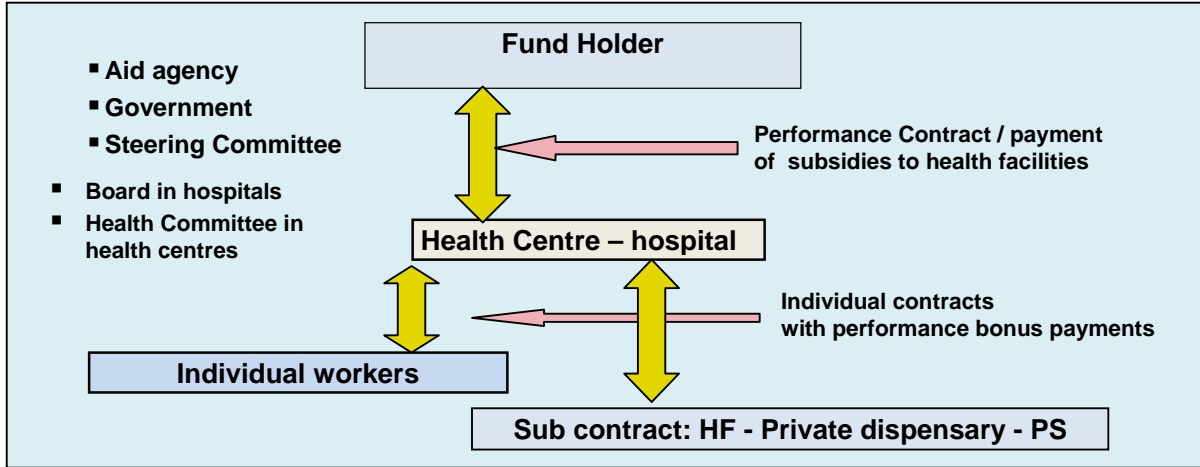 Fund Holder
▪ Aid agency
▪ Government
▪ Steering Committee
▪ Board in hospitals
▪ Health Committee in
health centres
Performance Contract / payment
of subsidies to health facilities
Health Centre – hospital
Individual contracts
with performance bonus payments
Individual workers
Sub contract: HF - Private dispensary - PS